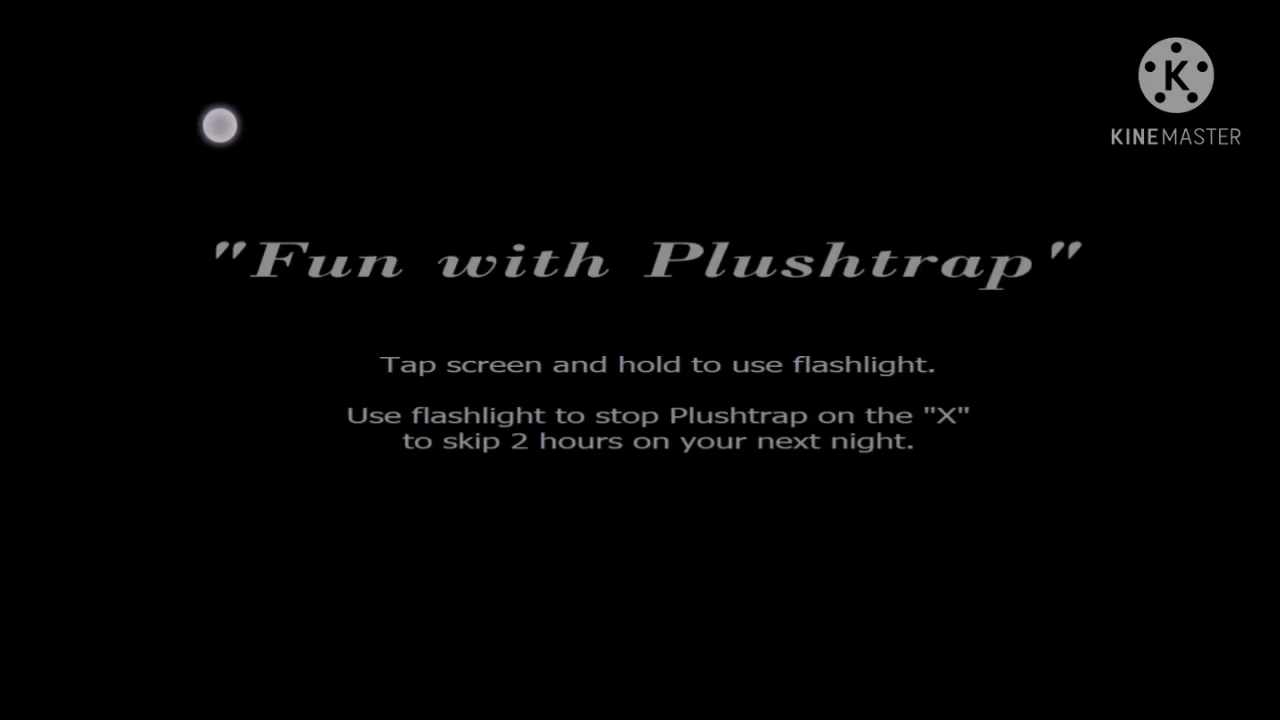 K
KINEMASTER
"Fun with Plushtrap"
Tap screen and hold to use flashlight.
Use flashlight to stop Plushtrap on the "X"
to skip 2 hours on your next night.